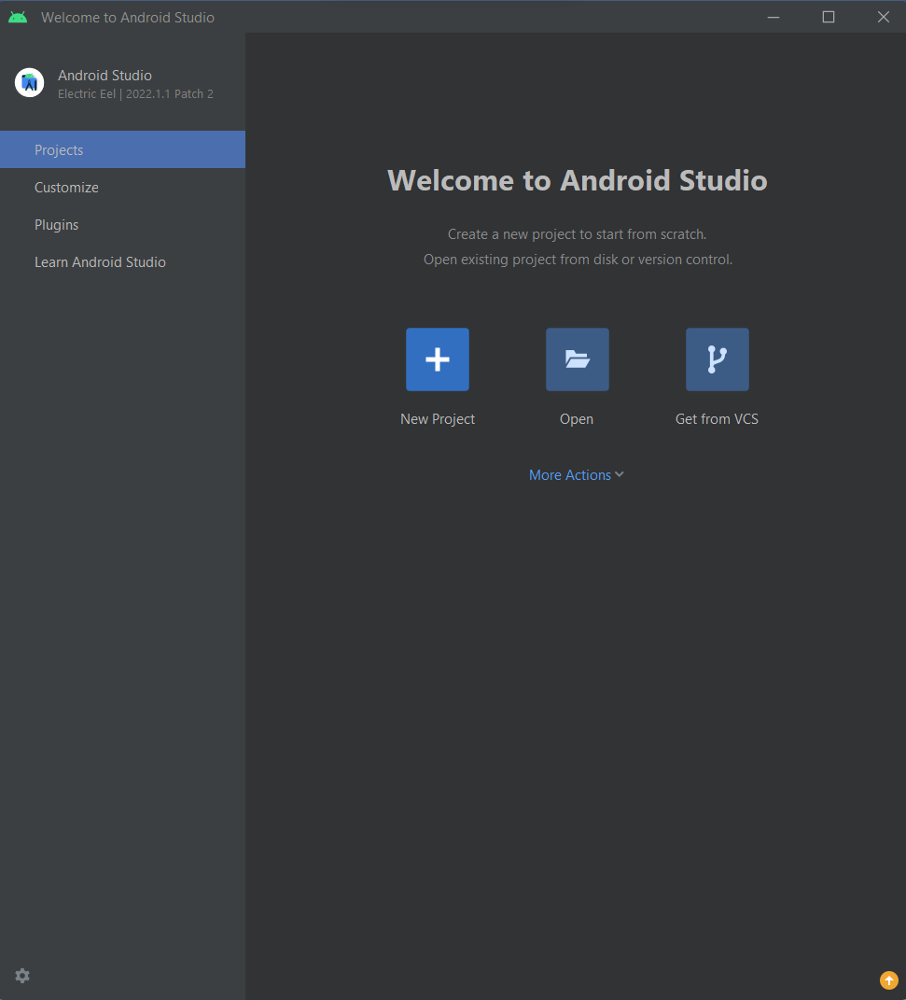 Welcome to Android Studio
Android Studio
Electric Eel | 2022.1.1 Patch 2
Projects
Customize
Plugins
Learn Android Studio
Welcome to Android Studio
Create a new project to start from scratch.
Open existing project from disk or version control.
New Project
Open
Get from VCS
More Actions